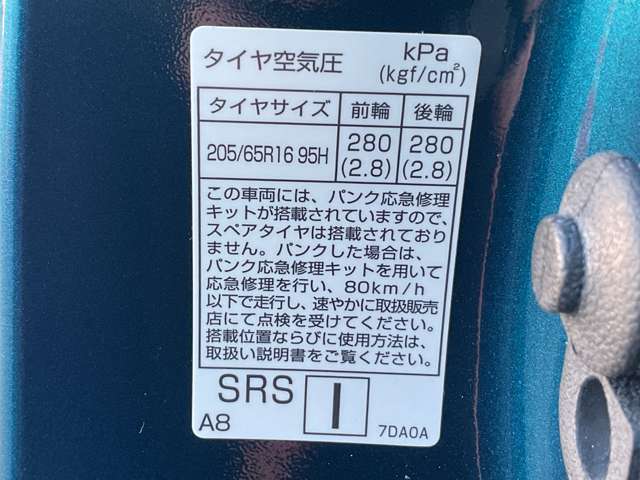 タイヤ空気圧 kPa
(kgf/cm²)
タイヤサイズ 前輪 後輪
205/65R16 95H 280 280
(2.8) (2.8)
この車両には、パンク応急修理
キットが搭載されていますので、
スペアタイヤは搭載されており
ません。パンクした場合は、
パンク応急修理キットを用いて
応急修理を行い、80km/h
以下で走行し、速やかに取扱販売
店にて点検を受けてください。
搭載位置ならびに使用方法は、
取扱い説明書をご覧ください。
SRS I
A8 7DA0A